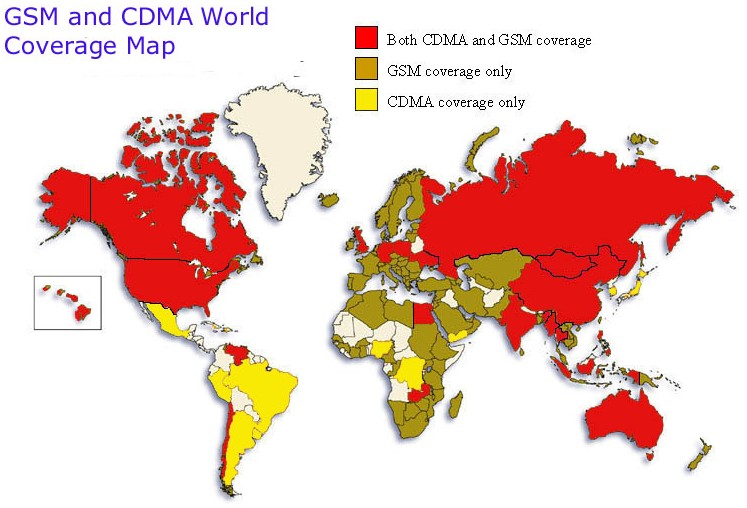 GSM and CDMA World
Coverage Map
Both CDMA and GSM coverage
GSM coverage only
CDMA coverage only